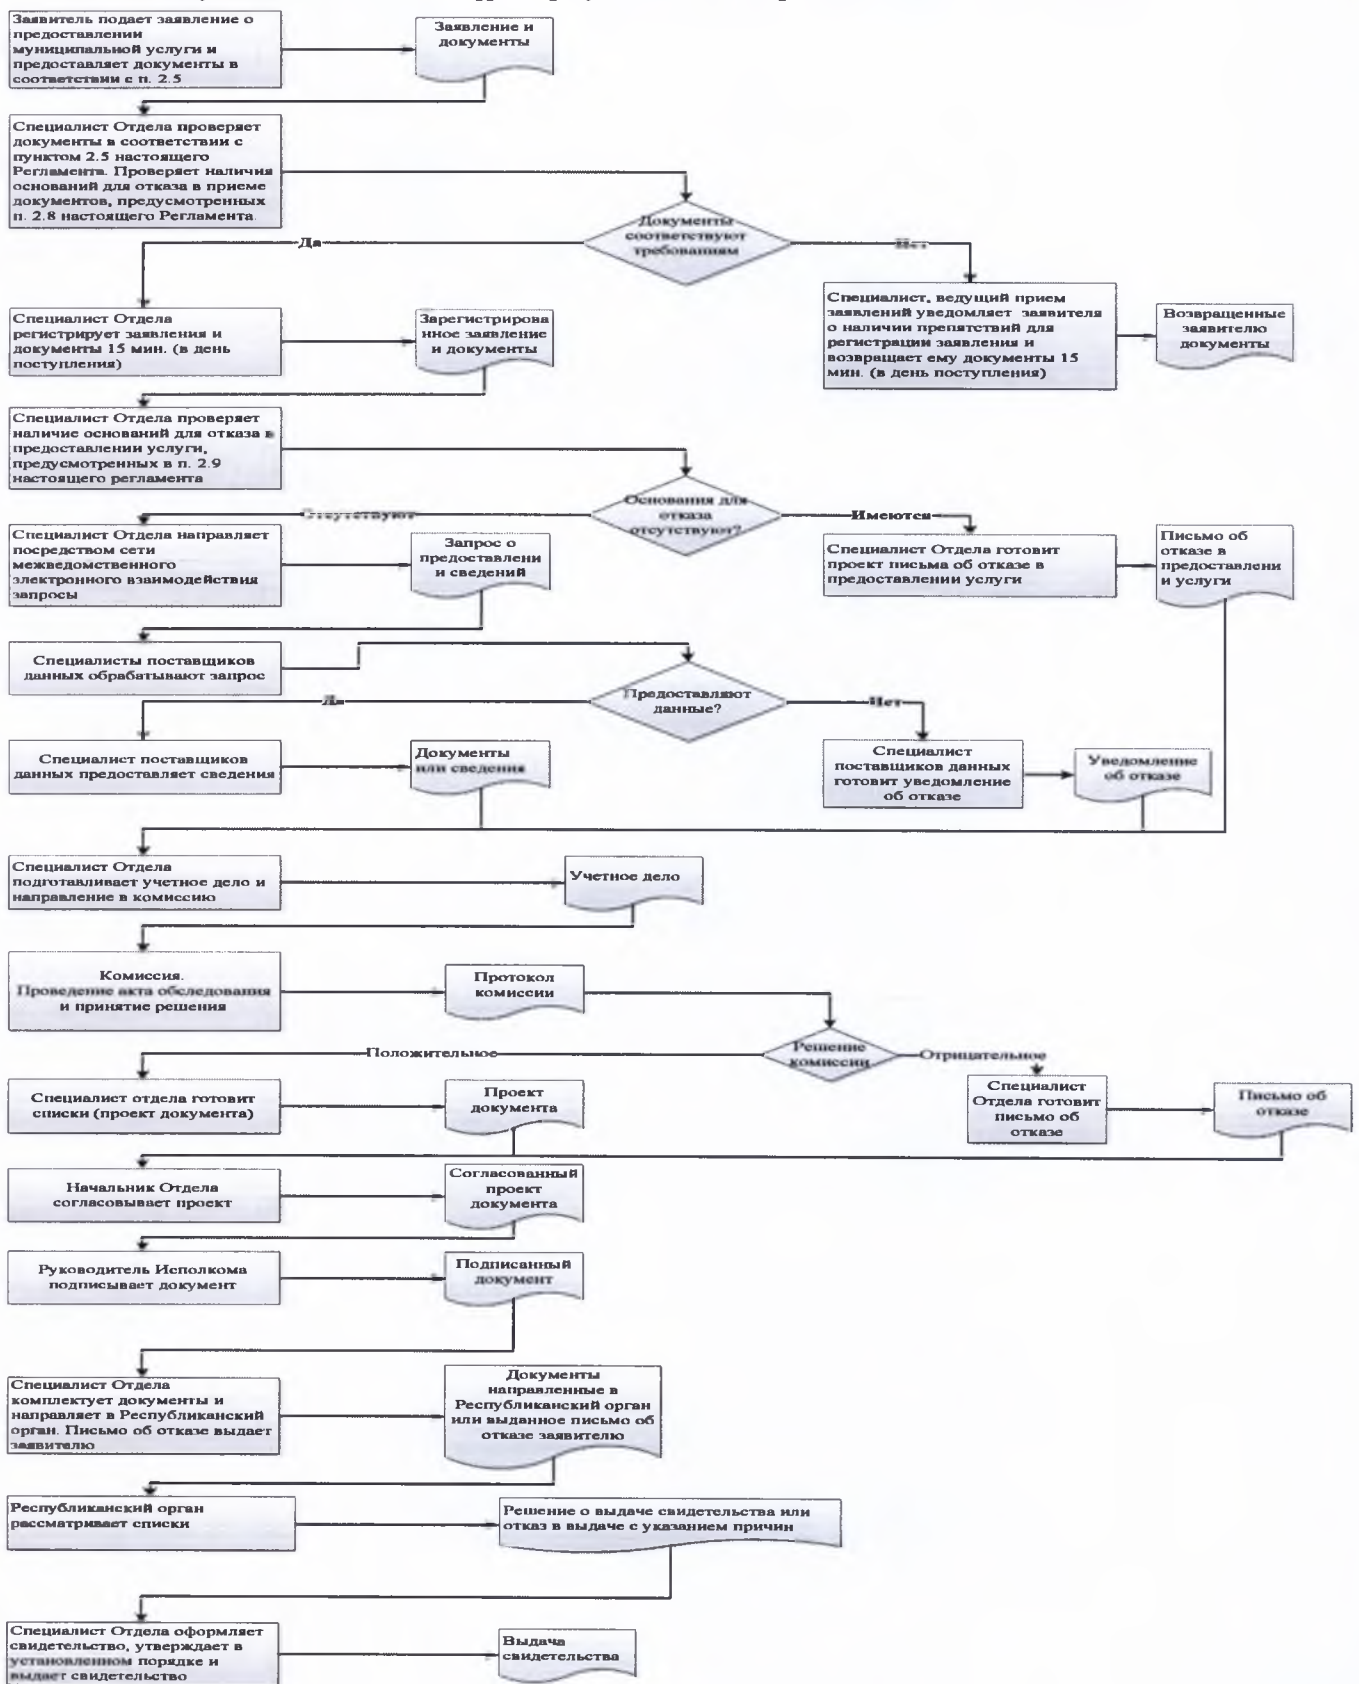 Заявитель подает заявление о
предоставлении
муниципальной услуги и
предоставляет документы в
соответствии с п. 2.5
Заявление и
документы
Специалист Отдела проверяет
документы в соответствии с
пунктом 2.5 настоящего
Регламента. Проверяет наличия
оснований для отказа в приеме
документов, предусмотренных
п. 2.8 настоящего Регламента.
Документы
соответствуют
требованиям
Да
Нет
Специалист Отдела
регистрирует заявления и
документы 15 мин. (в день
поступления)
Зарегистрирова
нное заявление
и документы
Специалист, ведущий прием
заявлений уведомляет заявителя
о наличии препятствий для
регистрации заявления и
возвращает ему документы 15
мин. (в день поступления)
Возвращенные
заявителю
документы
Специалист Отдела проверяет
наличие оснований для отказа в
предоставлении услуги,
предусмотренных в п. 2.9
настоящего регламента
Основания для
отказа
отсутствуют?
Отсутствуют
Имеются
Специалист Отдела направляет
посредством сети
межведомственного
электронного взаимодействия
запросы
Запрос о
предоставлени
и сведений
Специалист Отдела готовит
проект письма об отказе в
предоставлении услуги
Письмо об
отказе в
предоставлени
и услуги
Специалисты поставщиков
данных обрабатывают запрос
Предоставляют
данные?
Да
Нет
Специалист поставщиков
данных предоставляет сведения
Документы
или сведения
Специалист
поставщиков данных
готовит уведомление
об отказе
Уведомление
об отказе
Специалист Отдела
подготавливает учетное дело и
направление в комиссию
Учетное дело
Комиссия.
Проведение акта обследования
и принятие решения
Протокол
комиссии
Решение
комиссии
Положительное
Отрицательное
Специалист отдела готовит
списки (проект документа)
Проект
документа
Специалист
Отдела готовит
письмо об
отказе
Письмо об
отказе
Начальник Отдела
согласовывает проект
Согласованный
проект
документа
Руководитель Исполкома
подписывает документ
Подписанный
документ
Специалист Отдела
комплектует документы и
направляет в Республиканский
орган. Письмо об отказе выдает
заявителю
Документы
направленные в
Республиканский орган
или выданное письмо об
отказе заявителю
Республиканский орган
рассматривает списки
Решение о выдаче свидетельства или
отказ в выдаче с указанием причин
Специалист Отдела оформляет
свидетельство, утверждает в
установленном порядке и
выдает свидетельство
Выдача
свидетельства